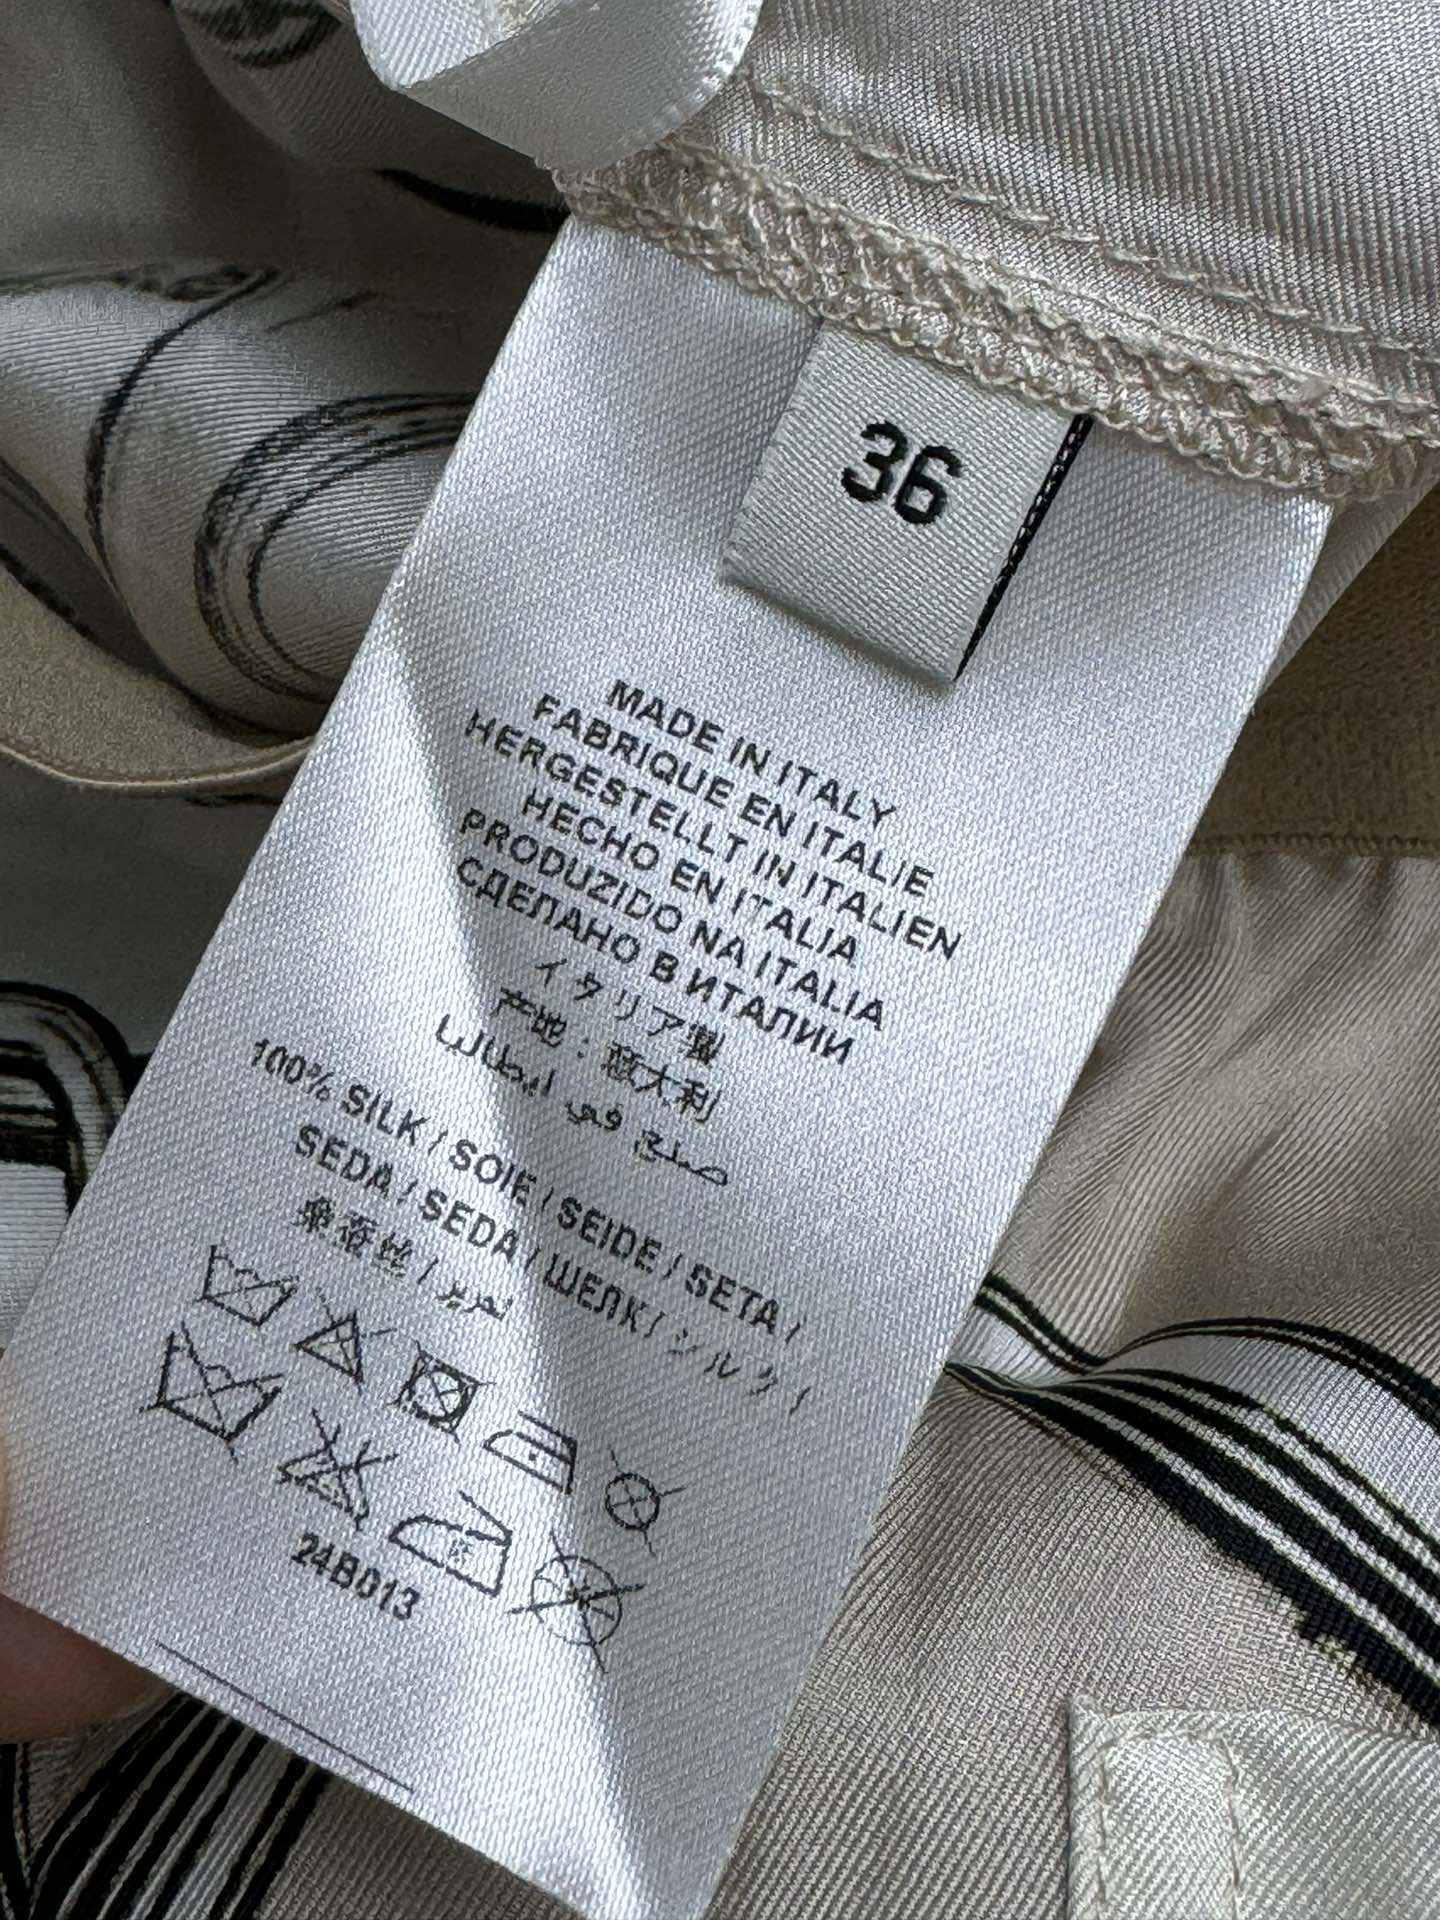 36
MADE IN ITALY
FABRIQUE EN ITALIE
HERGESTELLT IN ITALIEN
HECHO EN ITALIA
PRODUZIDO NA ITALIA
СДЕЛАНО В ИТАЛИИ
イタリア製
产地：意大利
صنع في ايطاليا
100% SILK / SOIE / SEIDE / SETA /
SEDA / SEDA / ШЕЛК / シルク /
桑蚕丝 / لحرير
24B013